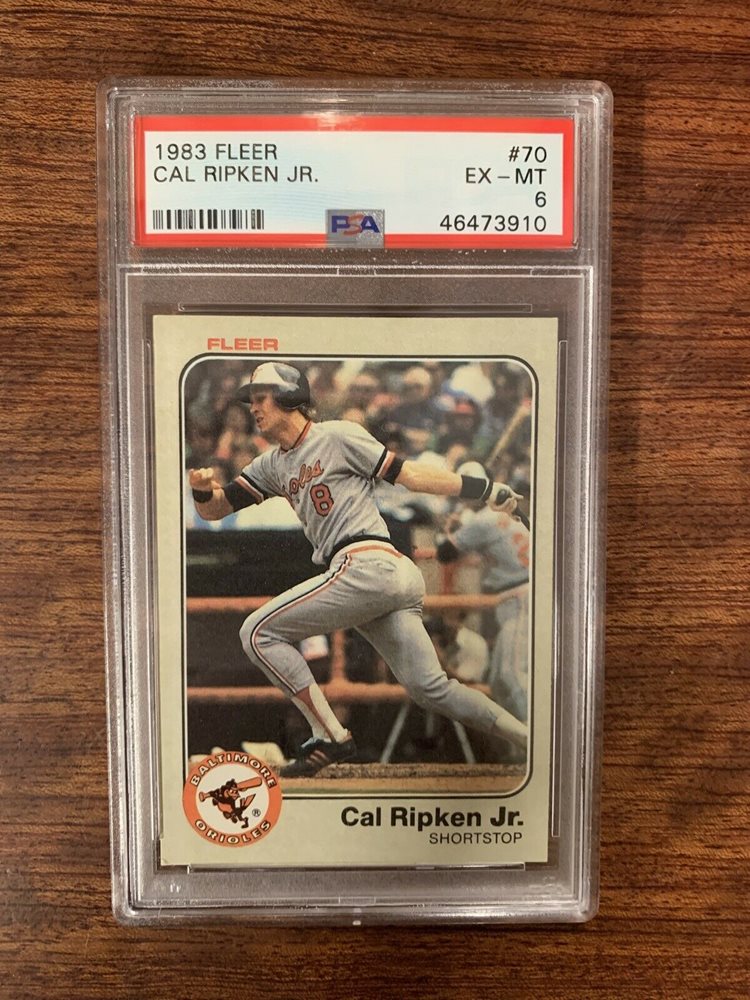 1983 FLEER #70
CAL RIPKEN JR. EX - MT
6
PSA 46473910
FLEER
Orioles
8
BALTIMORE
ORIOLES
®
Cal Ripken Jr.
SHORTSTOP